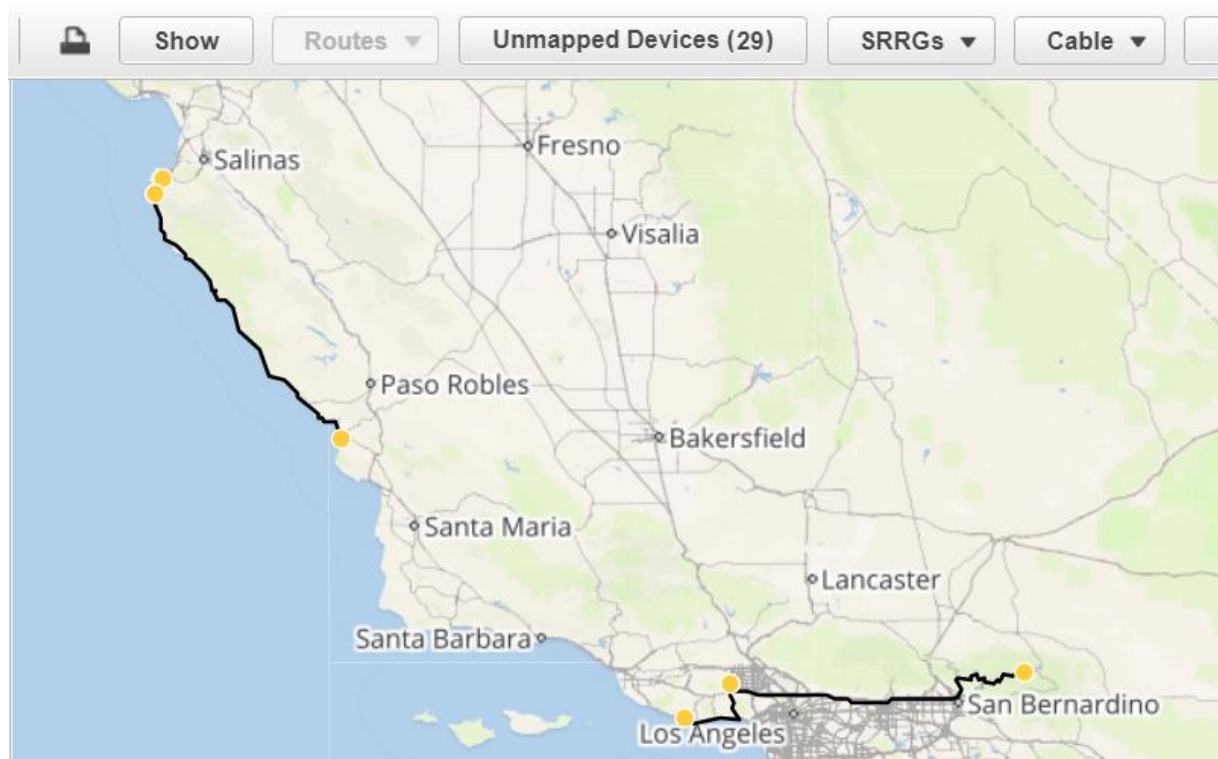 Show
Routes ▼
Unmapped Devices (29)
SRRGs ▼
Cable ▼
Salinas
Fresno
Visalia
Paso Robles
Bakersfield
Santa Maria
Lancaster
Santa Barbara
San Bernardino
Los Angeles